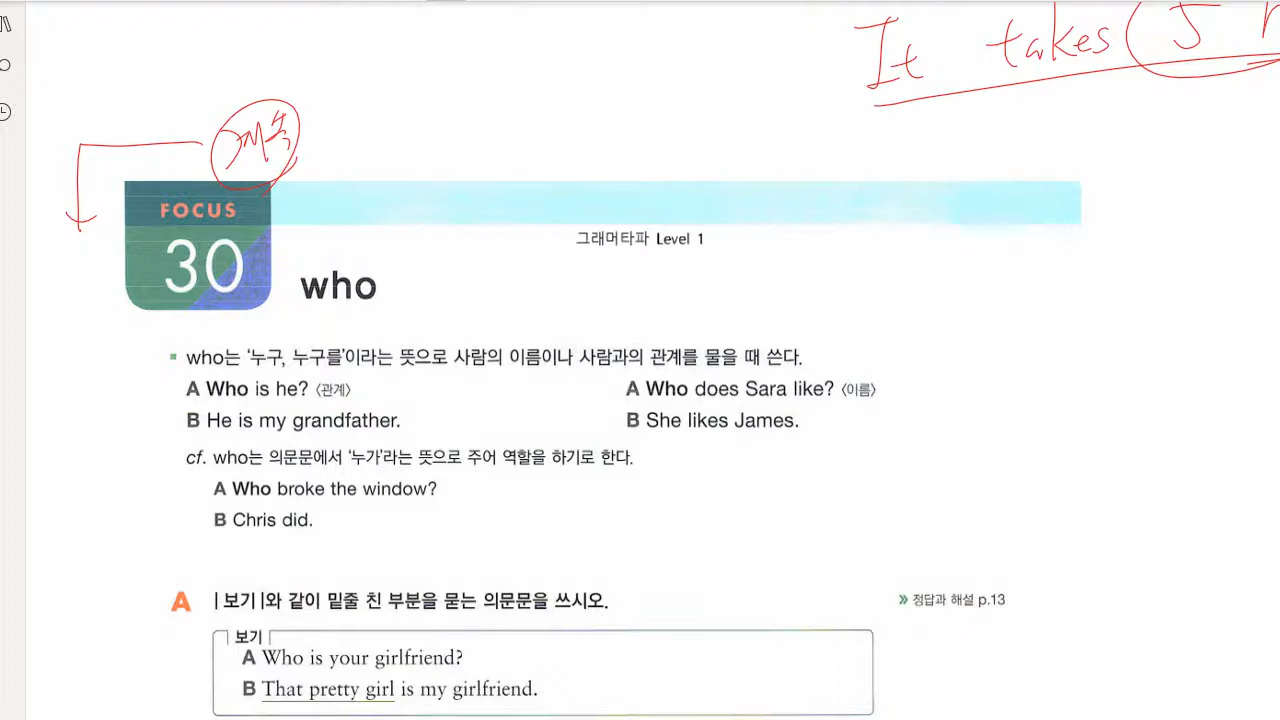 It takes 5
계속
FOCUS
30
그래머타파 Level 1
who
who는 '누구, 누구를'이라는 뜻으로 사람의 이름이나 사람과의 관계를 물을 때 쓴다.
A Who is he? 〈관계〉
B He is my grandfather.
A Who does Sara like? 〈이름〉
B She likes James.
cf. who는 의문문에서 '누가'라는 뜻으로 주어 역할을 하기로 한다.
A Who broke the window?
B Chris did.
A |보기|와 같이 밑줄 친 부분을 묻는 의문문을 쓰시오.
» 정답과 해설 p.13
보기
A Who is your girlfriend?
B That pretty girl is my girlfriend.